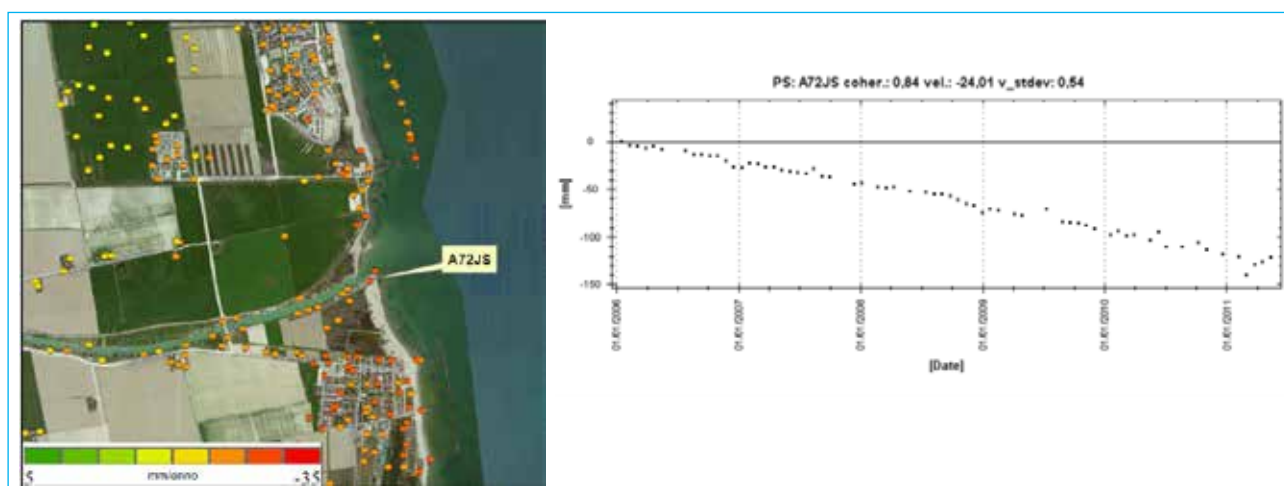 A72JS
5
mm/anno
-35
PS: A72JS coher.: 0,84 vel.: -24,01 v_stdev: 0,54
[mm]
0
-50
-100
-150
01/01/2006
01/01/2007
01/01/2008
01/01/2009
01/01/2010
01/01/2011
[Date]